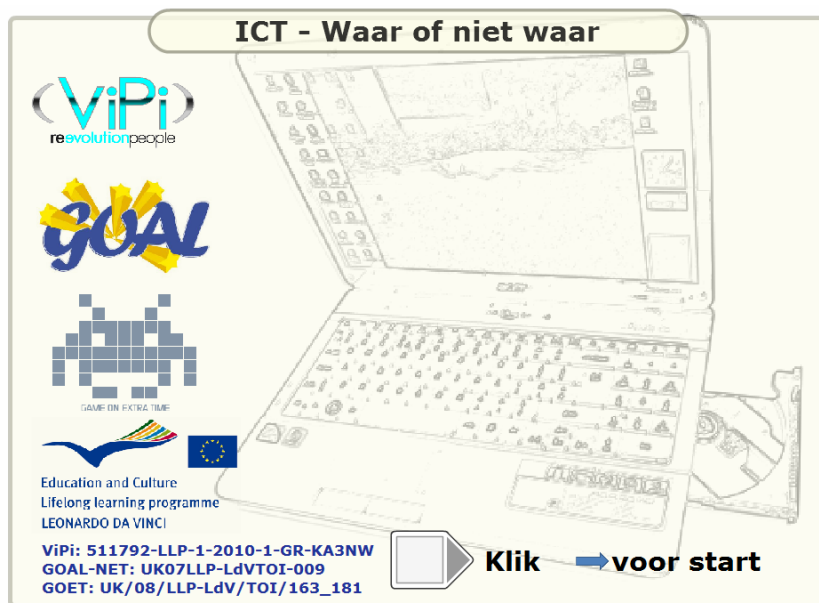 ICT - Waar of niet waar
ViPi
reevolutionpeople
GOAL
GAME ON EXTRA TIME
Education and Culture
Lifelong learning programme
LEONARDO DA VINCI
ViPi: 511792-LLP-1-2010-1-GR-KA3NW
GOAL-NET: UK07LLP-LdVTOI-009
GOET: UK/08/LLP-LdV/TOI/163_181
Klik voor start